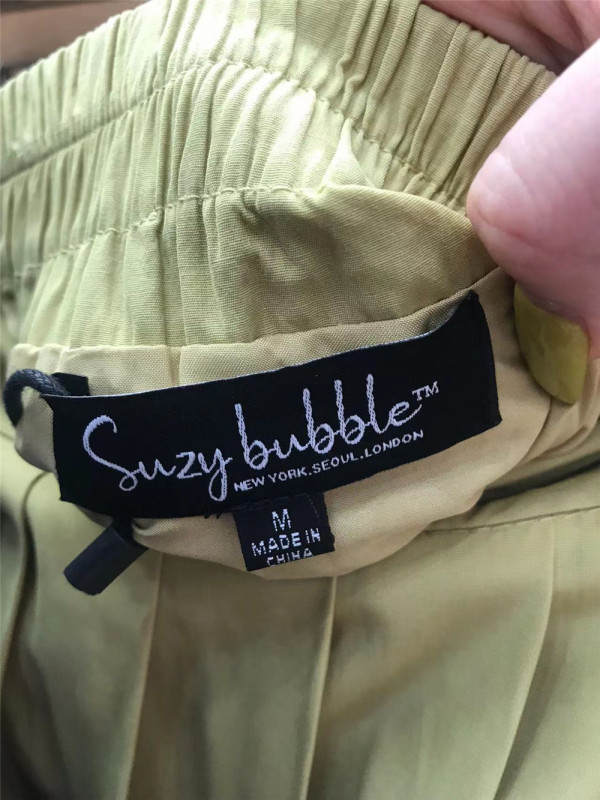 Suzy bubble™
NEW YORK.SEOUL.LONDON
M
MADE IN
CHINA